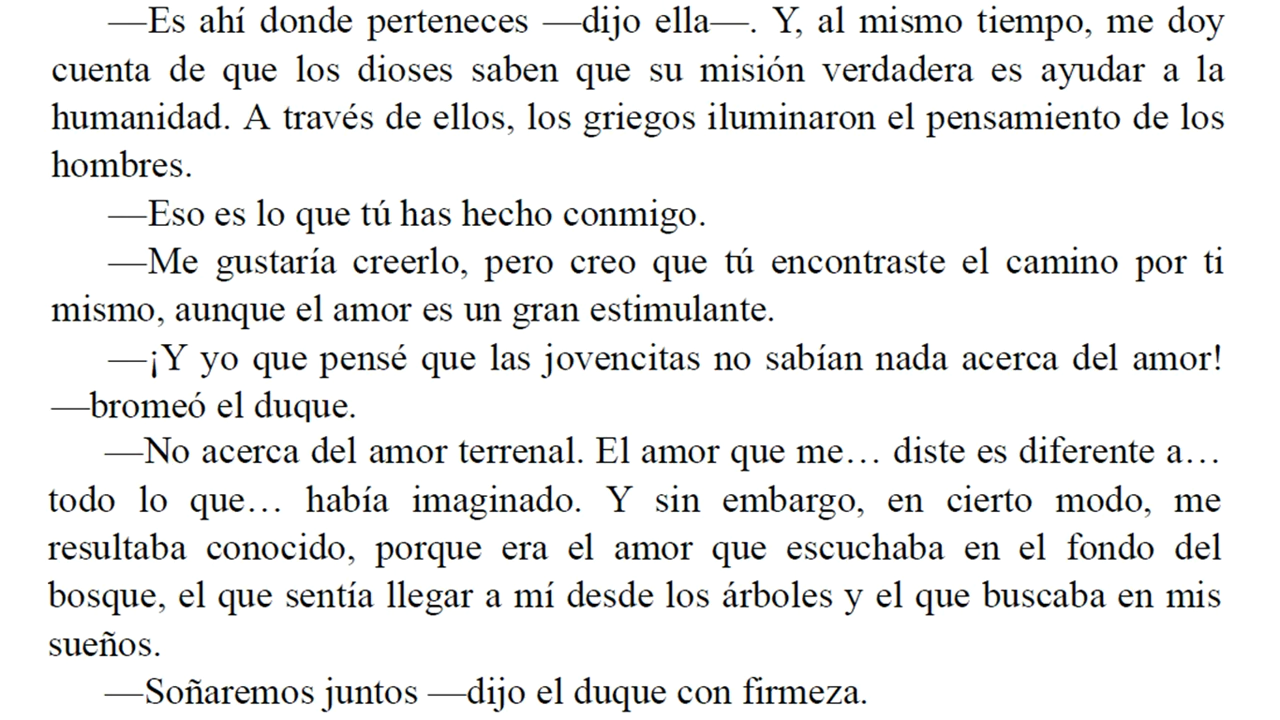 —Es ahí donde perteneces —dijo ella—. Y, al mismo tiempo, me doy
cuenta de que los dioses saben que su misión verdadera es ayudar a la
humanidad. A través de ellos, los griegos iluminaron el pensamiento de los
hombres.
—Eso es lo que tú has hecho conmigo.
—Me gustaría creerlo, pero creo que tú encontraste el camino por ti
mismo, aunque el amor es un gran estimulante.
—¡Y yo que pensé que las jovencitas no sabían nada acerca del amor!
—bromeó el duque.
—No acerca del amor terrenal. El amor que me… diste es diferente a…
todo lo que… había imaginado. Y sin embargo, en cierto modo, me
resultaba conocido, porque era el amor que escuchaba en el fondo del
bosque, el que sentía llegar a mí desde los árboles y el que buscaba en mis
sueños.
—Soñaremos juntos —dijo el duque con firmeza.